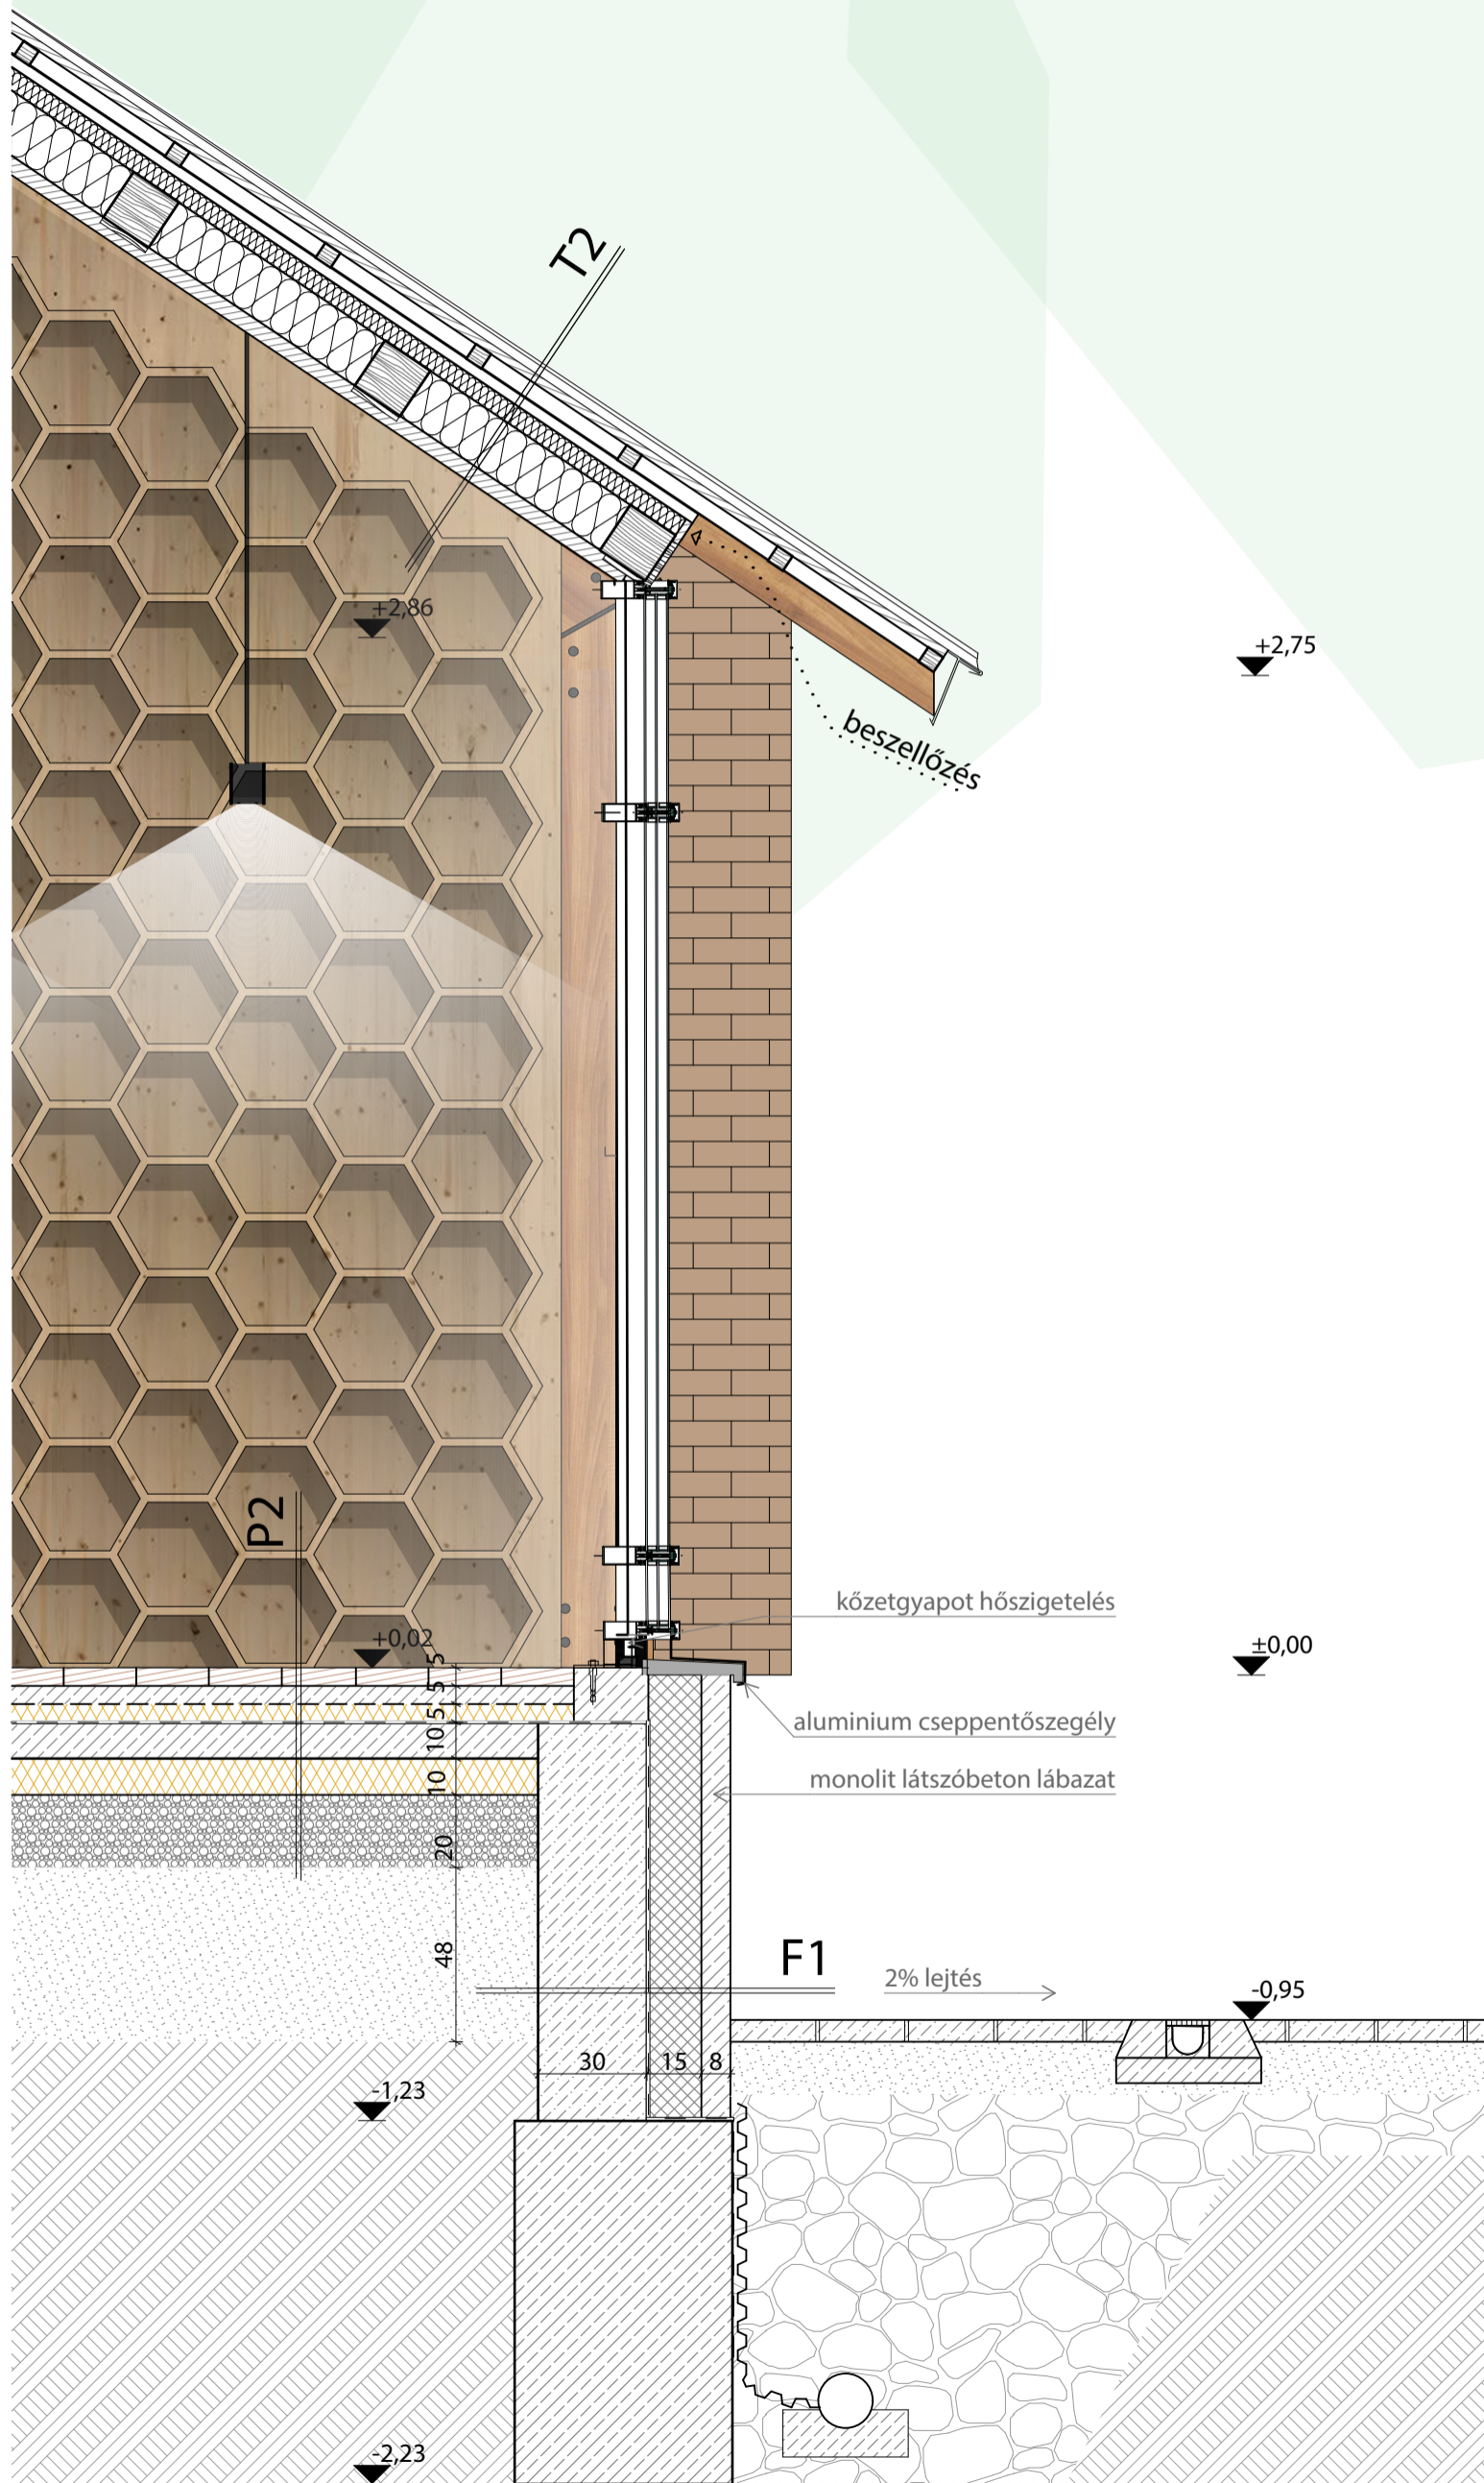 T2
+2,86
+2,75
beszellőzés
P2
kőzetgyapot hőszigetelés
+0,02
±0,00
5
5
5
10
10
20
48
aluminium cseppentőszegély
monolit látszóbeton lábazat
F1
2% lejtés
-0,95
30
15
8
-1,23
-2,23